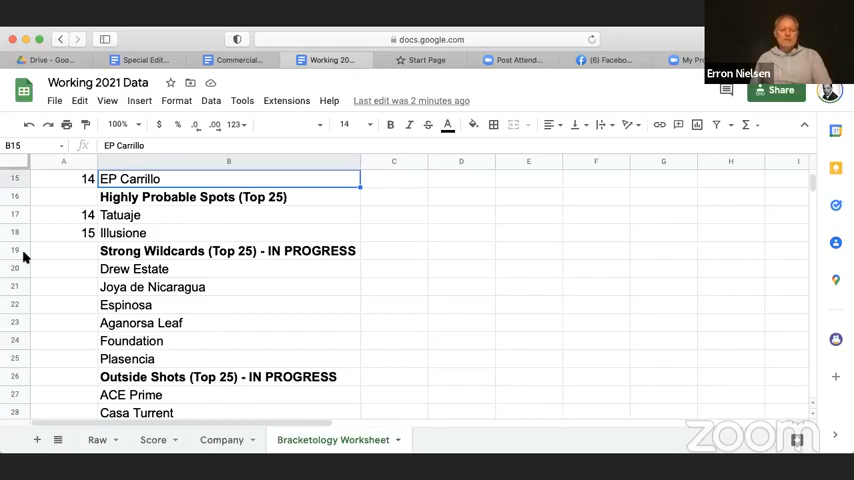 docs.google.com
Drive – Goo...
Special Edit...
Commercial...
Working 20...
Start Page
Post Attend...
(6) Facebo...
My Pro
Erron Nielsen
Working 2021 Data
Share
File Edit View Insert Format Data Tools Extensions Help Last edit was 2 minutes ago
100% $ % .0 .00 123 14 B I S A
B15 fx EP Carrillo
A B C D E F G H I
15 14 EP Carrillo
16 Highly Probable Spots (Top 25)
17 14 Tatuaje
18 15 Illusione
19 Strong Wildcards (Top 25) - IN PROGRESS
20 Drew Estate
21 Joya de Nicaragua
22 Espinosa
23 Aganorsa Leaf
24 Foundation
25 Plasencia
26 Outside Shots (Top 25) - IN PROGRESS
27 ACE Prime
28 Casa Turrent
Raw Score Company Bracketology Worksheet
zoom